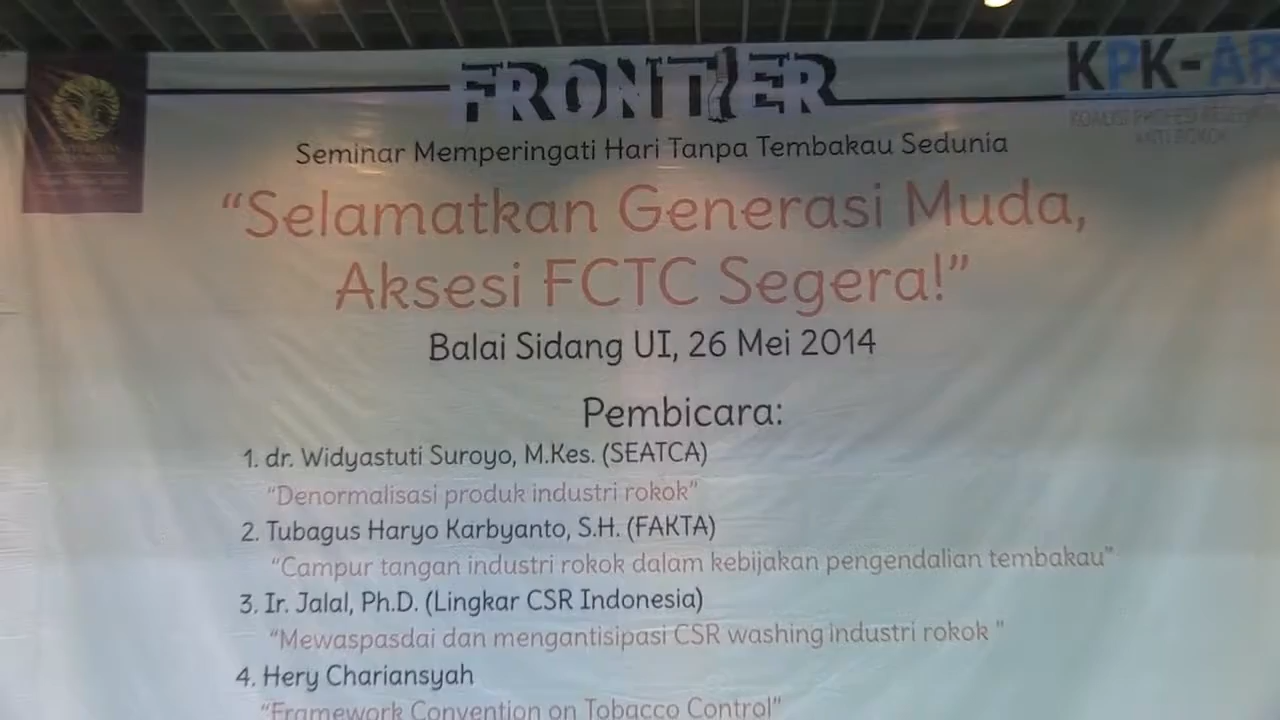 FRONTIER
KPK-AR
Seminar Memperingati Hari Tanpa Tembakau Sedunia
"Selamatkan Generasi Muda,
Aksesi FCTC Segera!"
Balai Sidang UI, 26 Mei 2014
Pembicara:
1. dr. Widyastuti Suroyo, M.Kes. (SEATCA)
"Denormalisasi produk industri rokok"
2. Tubagus Haryo Karbyanto, S.H. (FAKTA)
"Campur tangan industri rokok dalam kebijakan pengendalian tembakau"
3. Ir. Jalal, Ph.D. (Lingkar CSR Indonesia)
"Mewaspasdai dan mengantisipasi CSR washing industri rokok "
4. Hery Chariansyah
"Framework Convention on Tobacco Control"